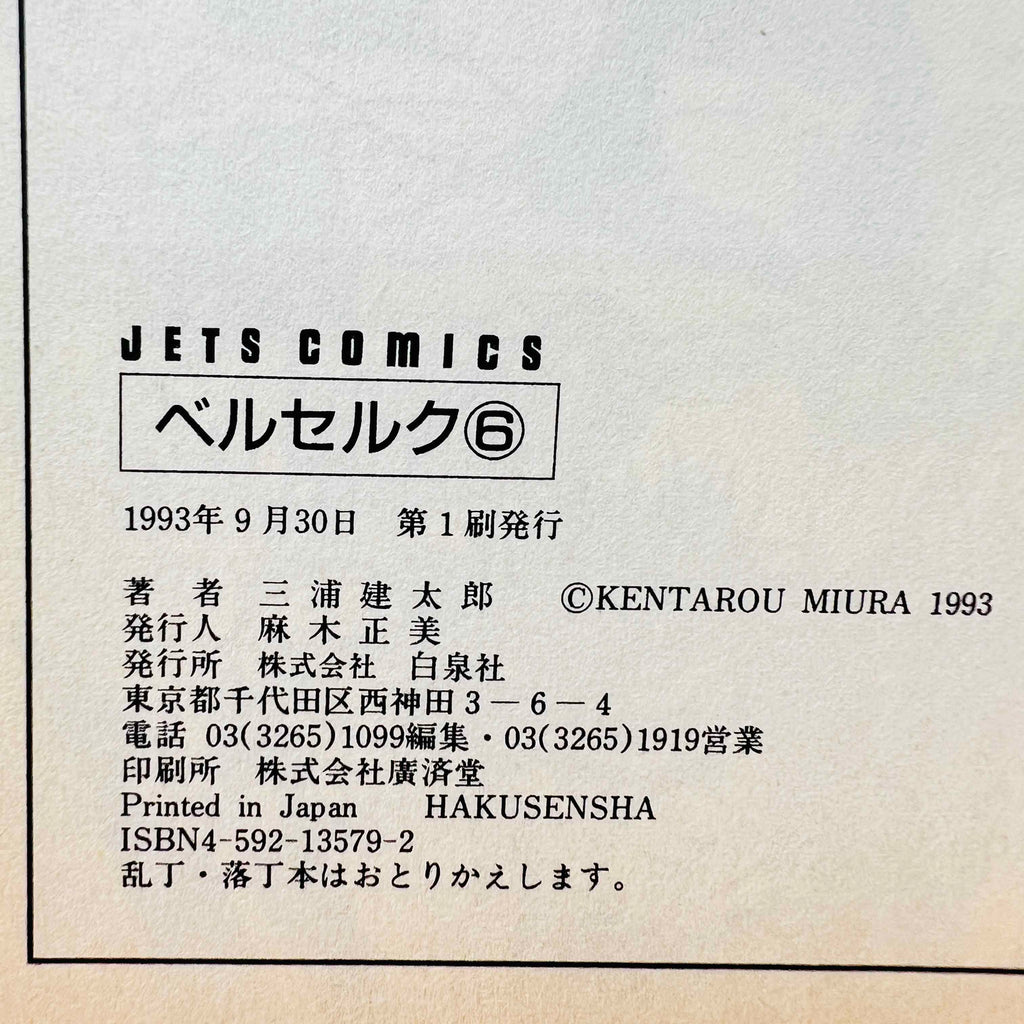 JETS COMICS
ベルセルク⑥
1993年9月30日　第1刷発行
著　者　三浦建太郎　©KENTAROU MIURA 1993
発行人　麻木正美
発行所　株式会社　白泉社
東京都千代田区西神田3－6－4
電話 03(3265)1099編集・03(3265)1919営業
印刷所　株式会社廣済堂
Printed in Japan　HAKUSENSHA
ISBN4-592-13579-2
乱丁・落丁本はおとりかえします。